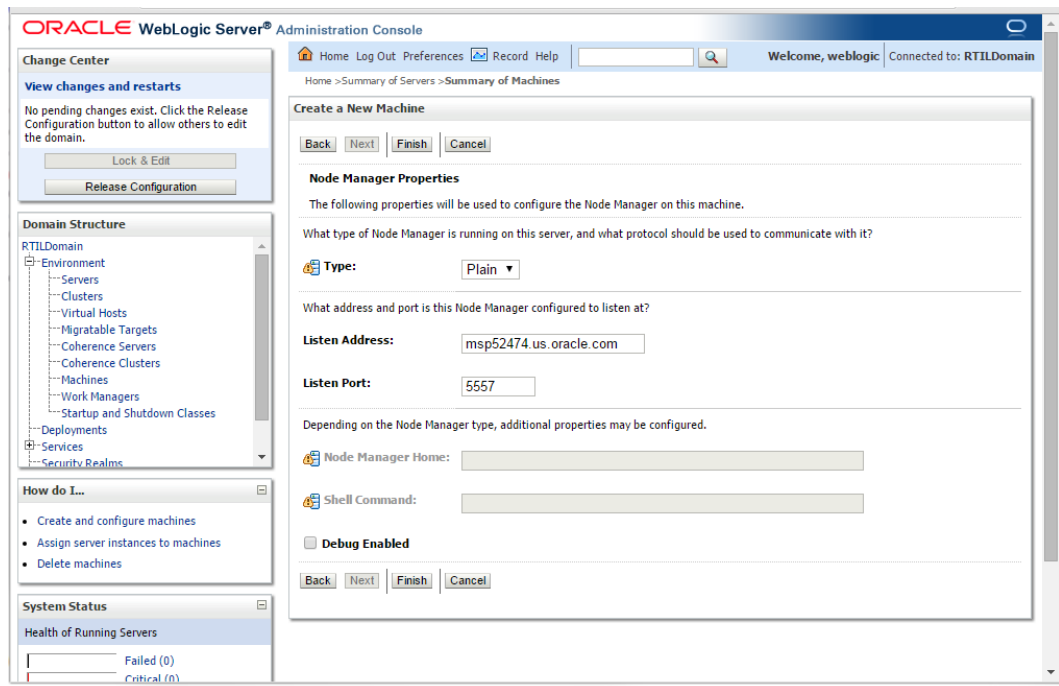 ORACLE WebLogic Server® Administration Console
Change Center
View changes and restarts
No pending changes exist. Click the Release
Configuration button to allow others to edit
the domain.
Lock & Edit
Release Configuration
Domain Structure
RTILDomain
Environment
Servers
Clusters
Virtual Hosts
Migratable Targets
Coherence Servers
Coherence Clusters
Machines
Work Managers
Startup and Shutdown Classes
Deployments
Services
Security Realms
How do I...
Create and configure machines
Assign server instances to machines
Delete machines
System Status
Health of Running Servers
Failed (0)
Critical (0)
Home Log Out Preferences Record Help
Welcome, weblogic Connected to: RTILDomain
Home >Summary of Servers >Summary of Machines
Create a New Machine
Back Next Finish Cancel
Node Manager Properties
The following properties will be used to configure the Node Manager on this machine.
What type of Node Manager is running on this server, and what protocol should be used to communicate with it?
Type: Plain
What address and port is this Node Manager configured to listen at?
Listen Address: msp52474.us.oracle.com
Listen Port: 5557
Depending on the Node Manager type, additional properties may be configured.
Node Manager Home:
Shell Command:
Debug Enabled
Back Next Finish Cancel